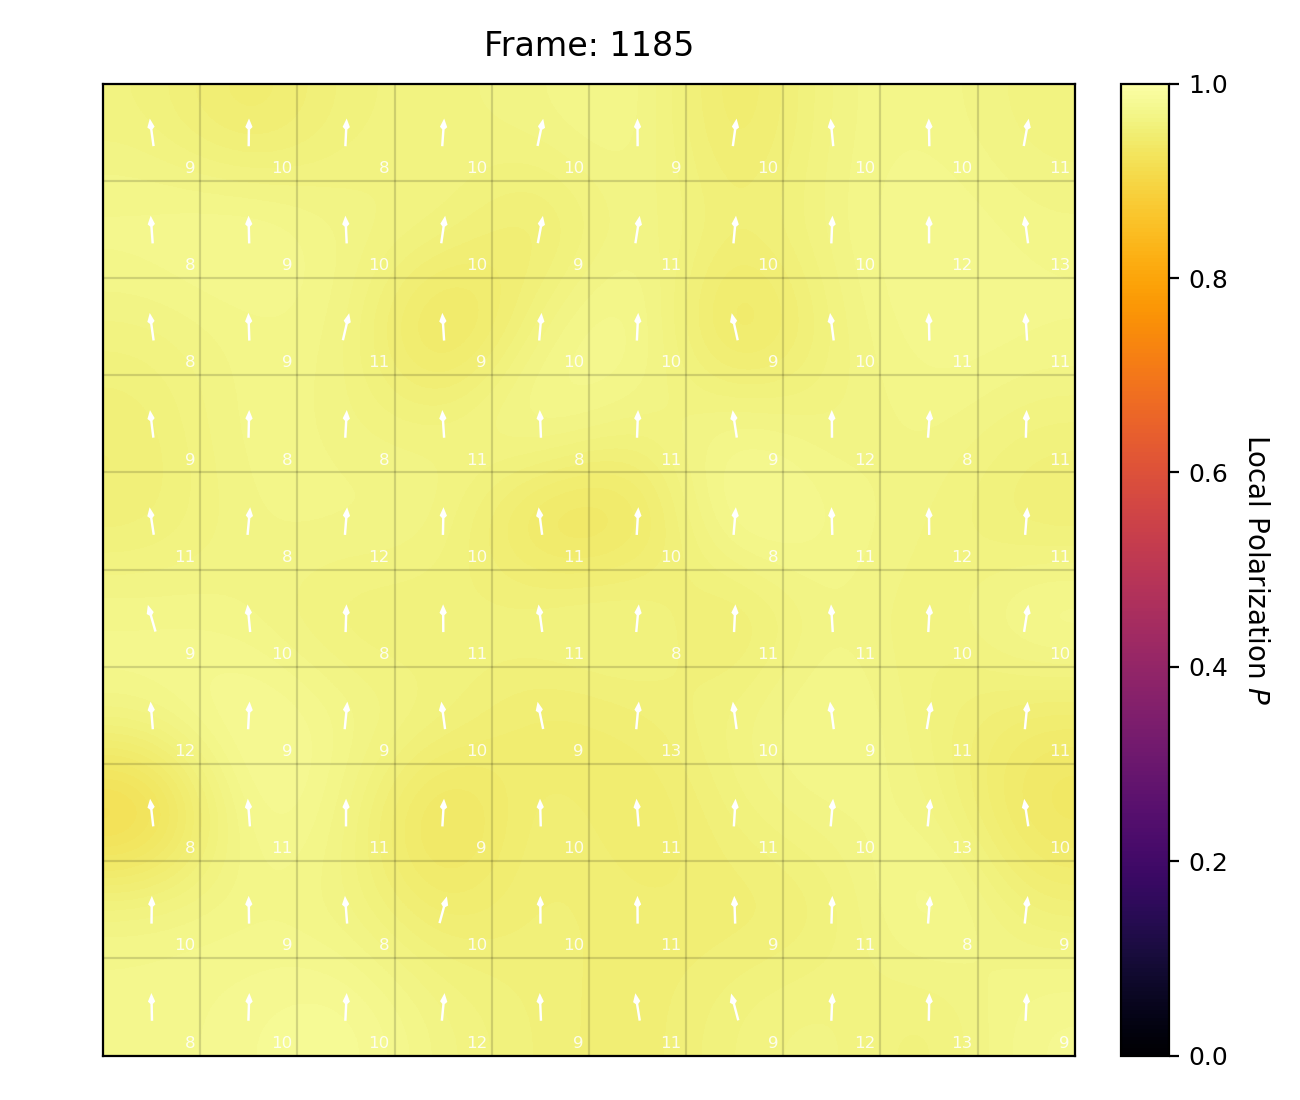 Frame: 1185
9 10 8 10 10 9 10 10 10 11
8 9 10 10 9 11 10 10 12 13
8 9 11 9 10 10 9 10 11 11
9 8 8 11 8 11 9 12 8 11
11 8 12 10 11 10 8 11 12 11
9 10 8 11 11 8 11 11 10 10
12 9 9 10 9 13 10 9 11 11
8 11 11 9 10 11 11 10 13 10
10 9 8 10 10 11 9 11 8 9
8 10 10 12 9 11 9 12 13 9
1.0
0.8
0.6
0.4
0.2
0.0
Local Polarization P